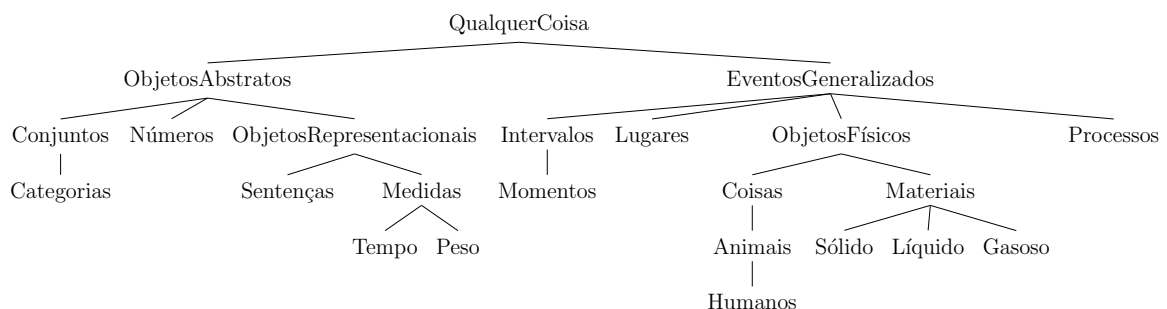 QualquerCoisa
ObjetosAbstratos EventosGeneralizados
Conjuntos Números ObjetosRepresentacionais Intervalos Lugares ObjetosFísicos Processos
Categorias Sentenças Medidas Momentos Coisas Materiais
Tempo Peso Animais Sólido Líquido Gasoso
Humanos